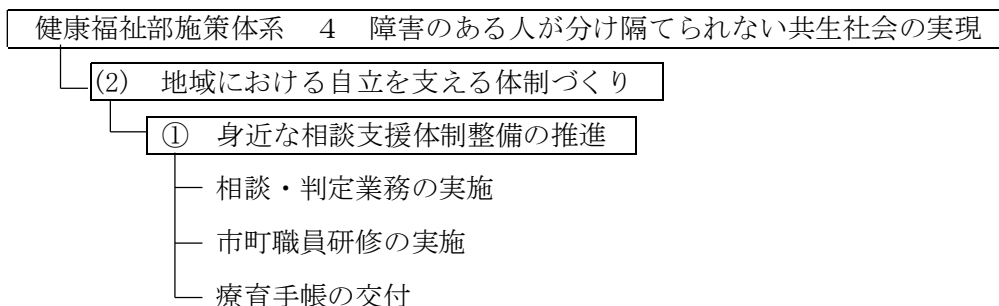 健康福祉部施策体系　４　障害のある人が分け隔てられない共生社会の実現
(2)　地域における自立を支える体制づくり
①　身近な相談支援体制整備の推進
相談・判定業務の実施
市町職員研修の実施
療育手帳の交付